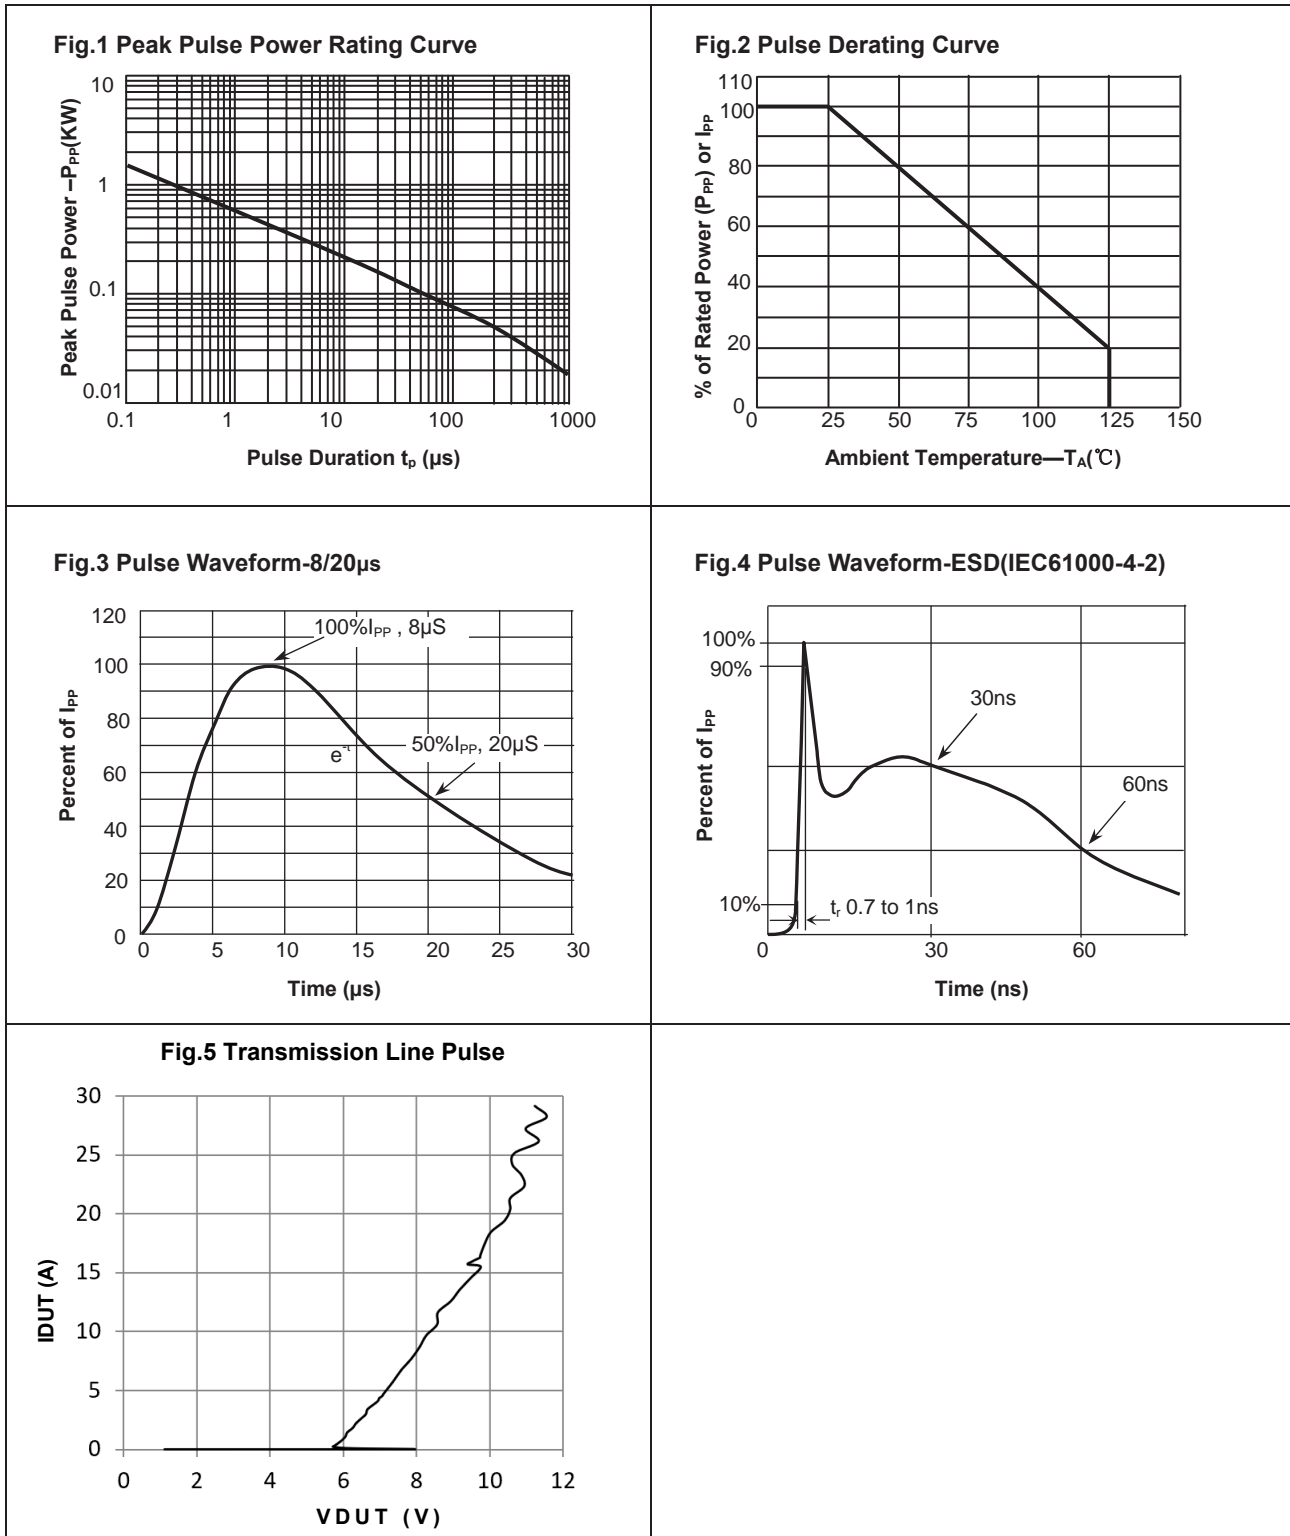 Fig.1 Peak Pulse Power Rating Curve
Peak Pulse Power –PPP(KW)
10
1
0.1
0.01
0.1 1 10 100 1000
Pulse Duration tp (µs)
Fig.2 Pulse Derating Curve
% of Rated Power (PPP) or IPP
110
100
80
60
40
20
0
0 25 50 75 100 125 150
Ambient Temperature—TA(℃)
Fig.3 Pulse Waveform-8/20µs
Percent of IPP
120
100
80
60
40
20
0
100%IPP , 8µS
50%IPP, 20µS
e-t
0 5 10 15 20 25 30
Time (µs)
Fig.4 Pulse Waveform-ESD(IEC61000-4-2)
Percent of IPP
100%
90%
10%
30ns
60ns
tr 0.7 to 1ns
0 30 60
Time (ns)
Fig.5 Transmission Line Pulse
IDUT (A)
30
25
20
15
10
5
0
0 2 4 6 8 10 12
VDUT (V)